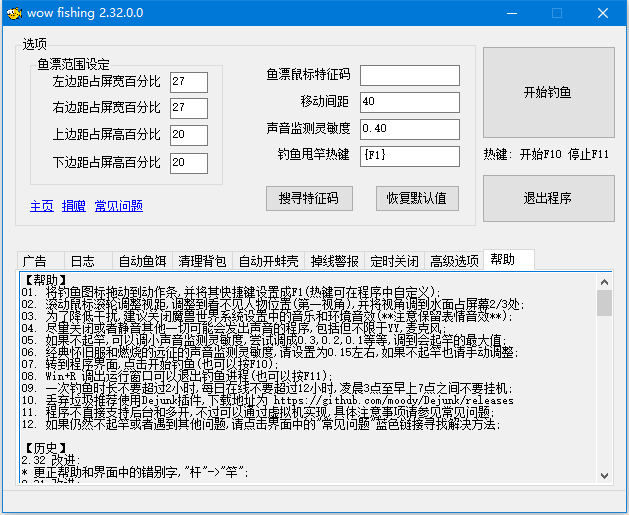 wow fishing 2.32.0.0
选项
鱼漂范围设定
左边距占屏宽百分比 27
右边距占屏宽百分比 27
上边距占屏高百分比 20
下边距占屏高百分比 20
鱼漂鼠标特征码
移动间距 40
声音监测灵敏度 0.40
钓鱼甩竿热键 {F1}
主页 捐赠 常见问题
搜寻特征码 恢复默认值
开始钓鱼
热键: 开始F10 停止F11
退出程序
广告 日志 自动鱼饵 清理背包 自动开蚌壳 掉线警报 定时关闭 高级选项 帮助
【帮助】
01. 将钓鱼图标拖动到动作条,并将其快捷键设置成F1(热键可在程序中自定义);
02. 滚动鼠标滚轮调整视距,调整到看不见人物位置(第一视角),并将视角调到水面占屏幕2/3处;
03. 为了降低干扰,建议关闭魔兽世界系统设置中的音乐和环境音效(**注意保留表情音效**);
04. 尽量关闭或者静音其他一切可能会发出声音的程序,包括但不限于YY,麦克风;
05. 如果不起竿,可以调小声音监测灵敏度,尝试调成0.3,0.2,0.1等等,调到会起竿的最大值;
06. 经典怀旧服和燃烧的远征的声音监测灵敏度,请设置为0.15左右,如果不起竿也请手动调整;
07. 转到程序界面,点击开始钓鱼(也可以按F10);
08. Win+R 调出运行窗口可以退出钓鱼进程(也可以按F11);
09. 一次钓鱼时长不要超过2小时,每日在线不要超过12小时,凌晨3点至早上7点之间不要挂机;
10. 丢弃垃圾推荐使用Dejunk插件,下载地址为 https://github.com/moody/Dejunk/releases
11. 程序不直接支持后台和多开,不过可以通过虚拟机实现,具体注意事项请参见常见问题;
12. 如果仍然不起竿或者遇到其他问题,请点击界面中的"常见问题"蓝色链接寻找解决方法;
【历史】
2.32 改进:
* 更正帮助和界面中的错别字,"杆"->"竿";
2.31 改进: